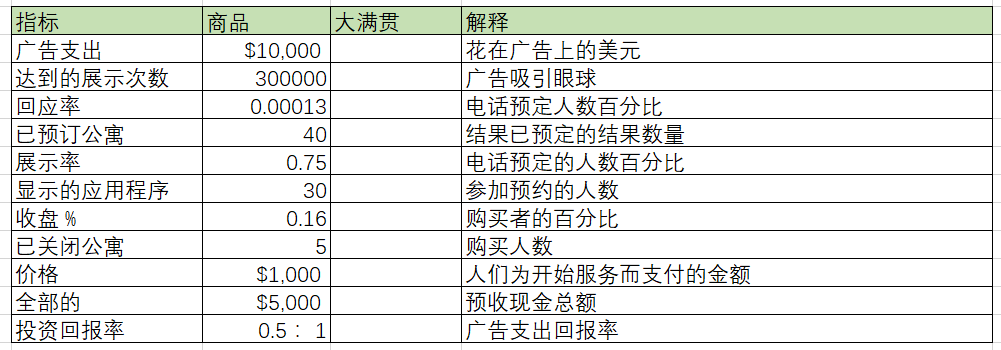 指标 商品 大满贯 解释
广告支出 $10,000 花在广告上的美元
达到的展示次数 300000 广告吸引眼球
回应率 0.00013 电话预定人数百分比
已预订公寓 40 结果已预定的结果数量
展示率 0.75 电话预定的人数百分比
显示的应用程序 30 参加预约的人数
收盘 % 0.16 购买者的百分比
已关闭公寓 5 购买人数
价格 $1,000 人们为开始服务而支付的金额
全部的 $5,000 预收现金总额
投资回报率 0.5 : 1 广告支出回报率